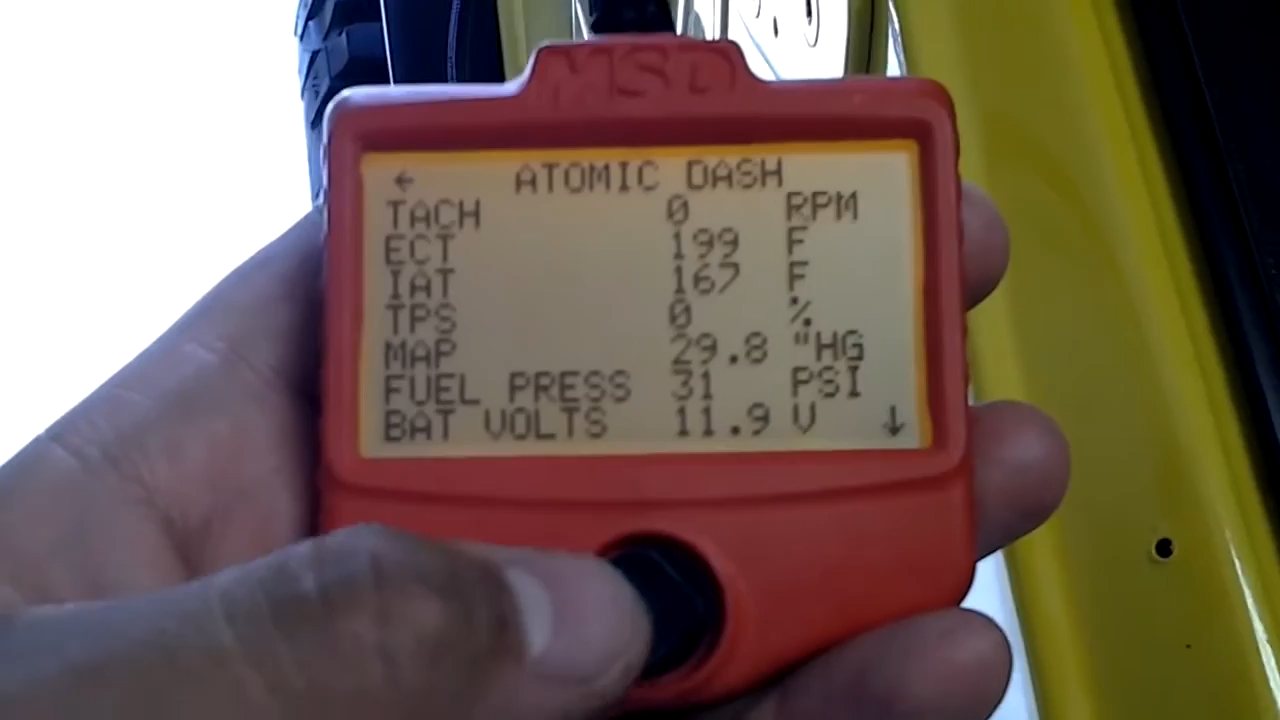 MSD
← ATOMIC DASH
TACH 0 RPM
ECT 199 F
IAT 167 F
TPS 0 %
MAP 29.8 "HG
FUEL PRESS 31 PSI
BAT VOLTS 11.9 V ↓